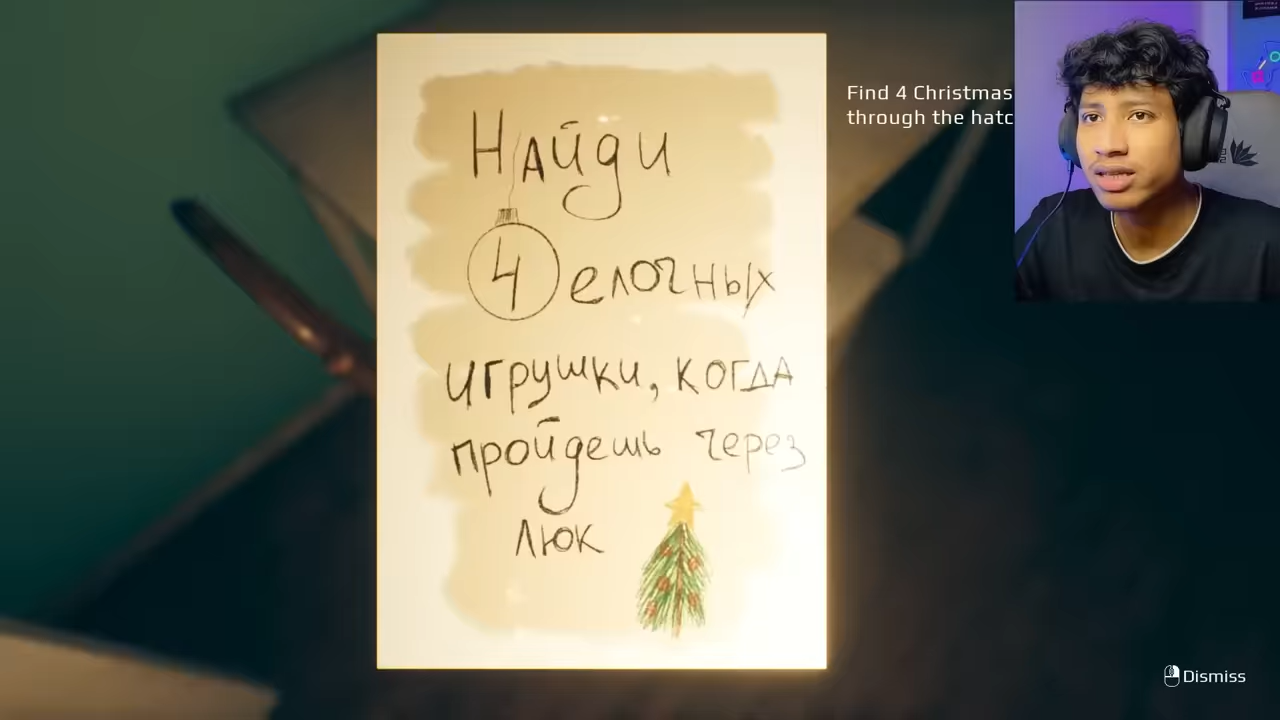 Найди
4 елочных
игрушки, когда
пройдешь через
люк
Find 4 Christmas
through the hatc
Dismiss